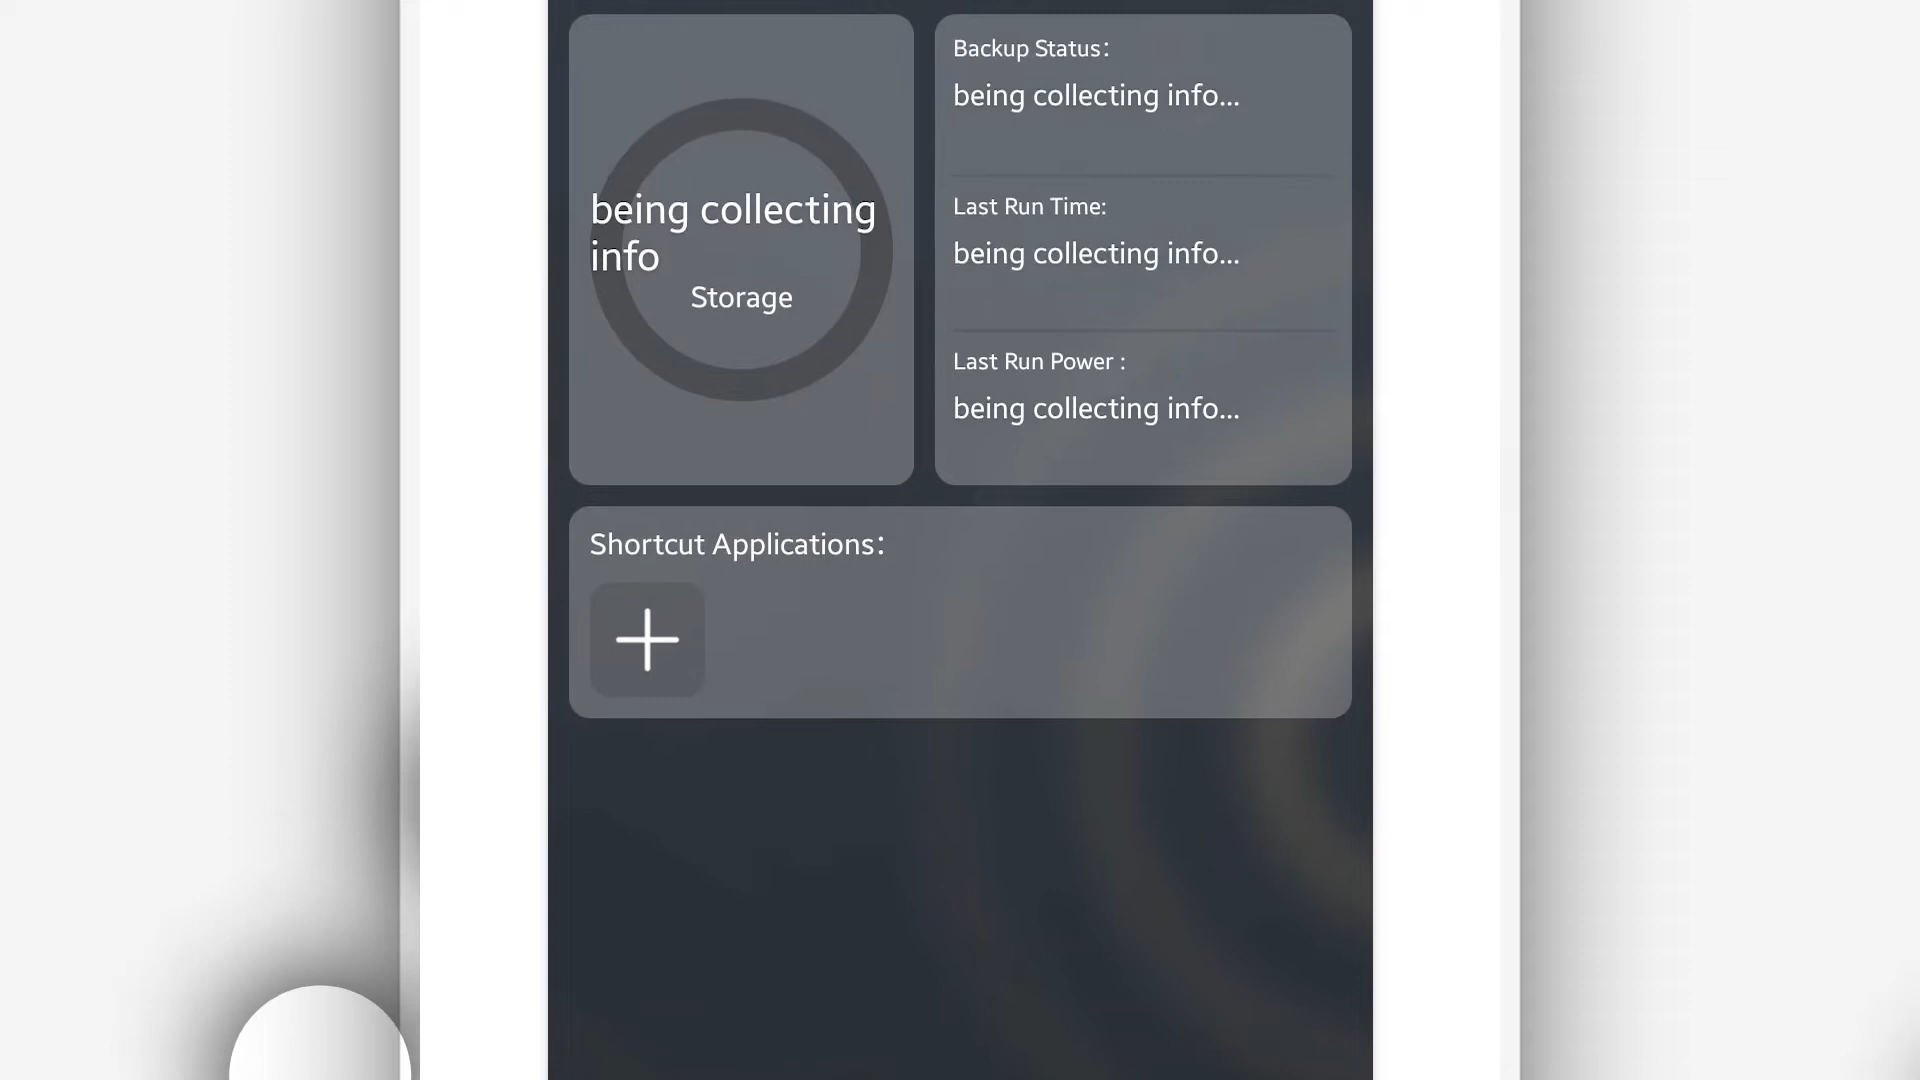 being collecting
info
Storage
Backup Status:
being collecting info...
Last Run Time:
being collecting info...
Last Run Power :
being collecting info...
Shortcut Applications: